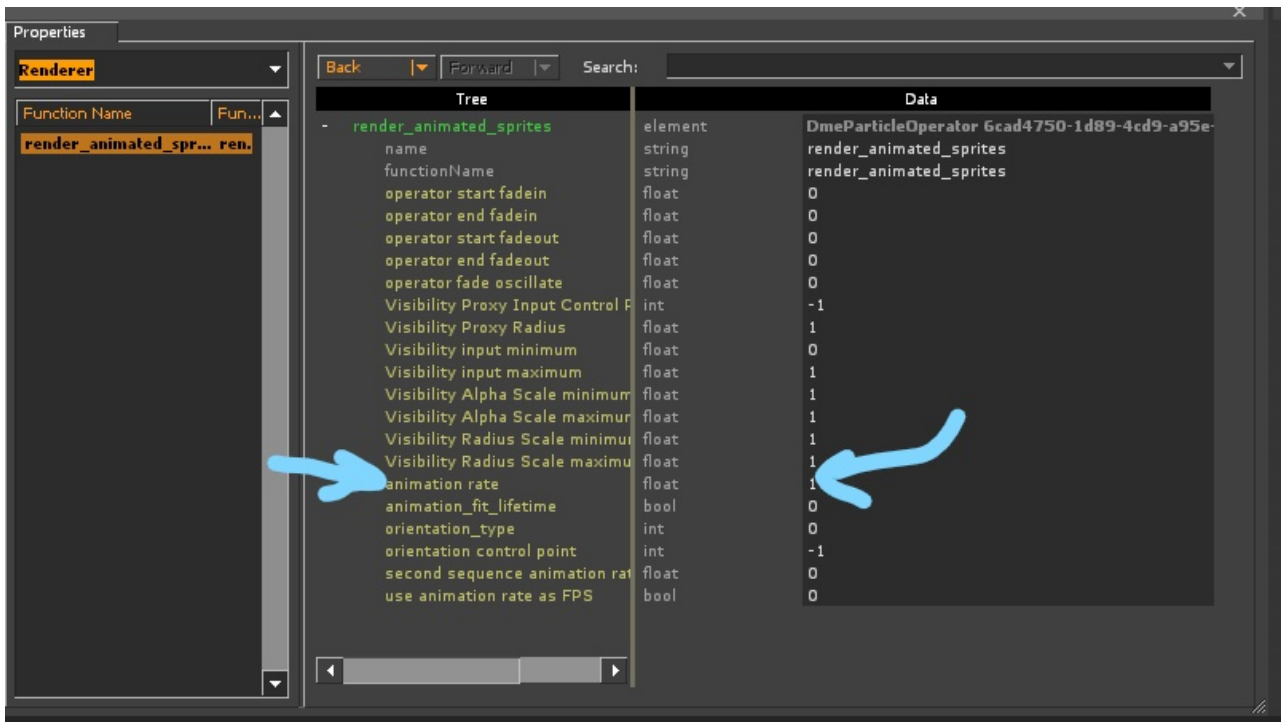 Properties
Renderer
Back Forward Search:
Function Name Fun...
render_animated_spr... ren.
Tree Data
- render_animated_sprites element DmeParticleOperator 6cad4750-1d89-4cd9-a95e-
name string render_animated_sprites
functionName string render_animated_sprites
operator start fadein float 0
operator end fadein float 0
operator start fadeout float 0
operator end fadeout float 0
operator fade oscillate float 0
Visibility Proxy Input Control P int -1
Visibility Proxy Radius float 1
Visibility input minimum float 0
Visibility input maximum float 1
Visibility Alpha Scale minimum float 1
Visibility Alpha Scale maximur float 1
Visibility Radius Scale minimui float 1
Visibility Radius Scale maximu float 1
animation rate float 1
animation_fit_lifetime bool 0
orientation_type int 0
orientation control point int -1
second sequence animation rat float 0
use animation rate as FPS bool 0